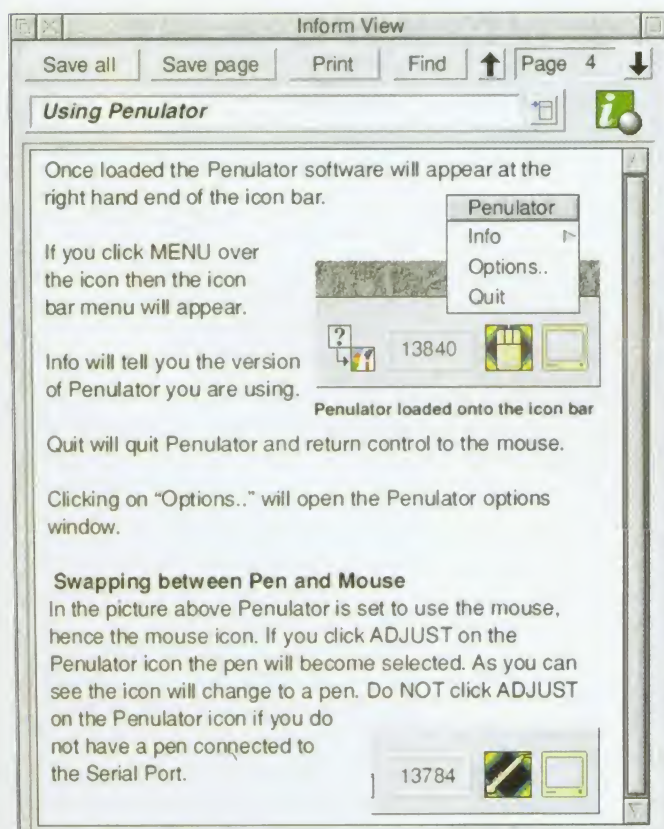 Inform View
Save all Save page Print Find Page 4
Using Penulator
Once loaded the Penulator software will appear at the
right hand end of the icon bar.
Penulator
Info
Options..
Quit
If you click MENU over
the icon then the icon
bar menu will appear.
13840
Info will tell you the version
of Penulator you are using.
Penulator loaded onto the icon bar
Quit will quit Penulator and return control to the mouse.
Clicking on “Options..” will open the Penulator options
window.
Swapping between Pen and Mouse
In the picture above Penulator is set to use the mouse,
hence the mouse icon. If you click ADJUST on the
Penulator icon the pen will become selected. As you can
see the icon will change to a pen. Do NOT click ADJUST
on the Penulator icon if you do
not have a pen connected to
the Serial Port.
13784